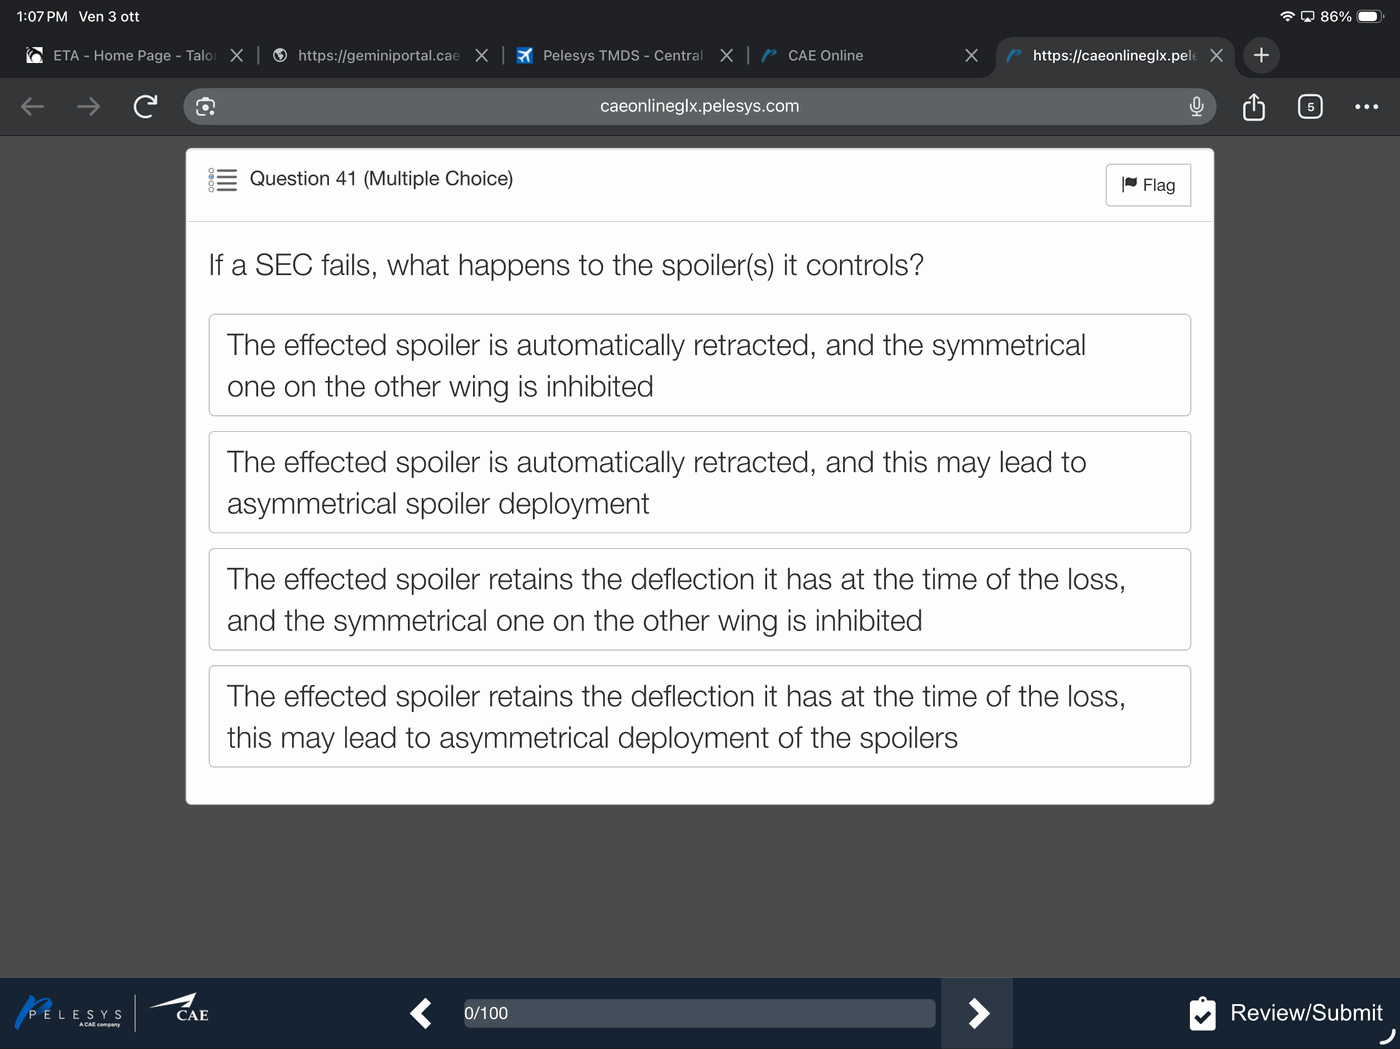 1:07 PM Ven 3 ott
86%
ETA - Home Page - Talo
https://geminiportal.cae
Pelesys TMDS - Central
CAE Online
https://caeonlineglx.pele
caeonlineglx.pelesys.com
5
Question 41 (Multiple Choice)
Flag
If a SEC fails, what happens to the spoiler(s) it controls?
The effected spoiler is automatically retracted, and the symmetrical
one on the other wing is inhibited
The effected spoiler is automatically retracted, and this may lead to
asymmetrical spoiler deployment
The effected spoiler retains the deflection it has at the time of the loss,
and the symmetrical one on the other wing is inhibited
The effected spoiler retains the deflection it has at the time of the loss,
this may lead to asymmetrical deployment of the spoilers
PELESYS
A CAE company
CAE
0/100
Review/Submit